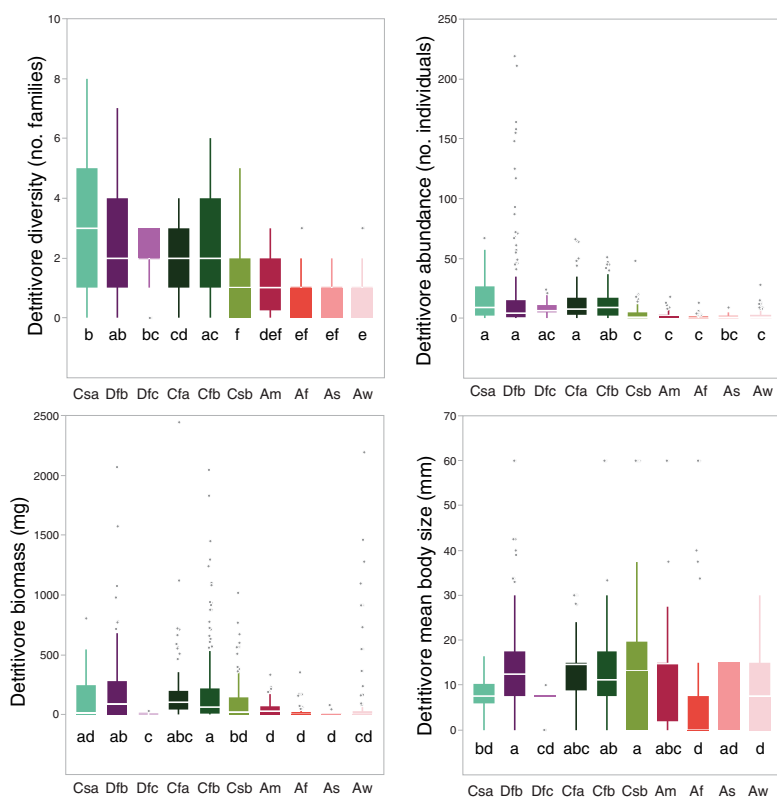 Detritivore diversity (no. families)
10
8
6
4
2
0
b ab bc cd ac f def ef ef e
Csa Dfb Dfc Cfa Cfb Csb Am Af As Aw
Detritivore abundance (no. individuals)
250
200
150
100
50
0
a a ac a ab c c c bc c
Csa Dfb Dfc Cfa Cfb Csb Am Af As Aw
Detritivore biomass (mg)
2500
2000
1500
1000
500
0
ad ab c abc a bd d d d cd
Csa Dfb Dfc Cfa Cfb Csb Am Af As Aw
Detritivore mean body size (mm)
70
60
50
40
30
20
10
0
bd a cd abc ab a abc d ad d
Csa Dfb Dfc Cfa Cfb Csb Am Af As Aw